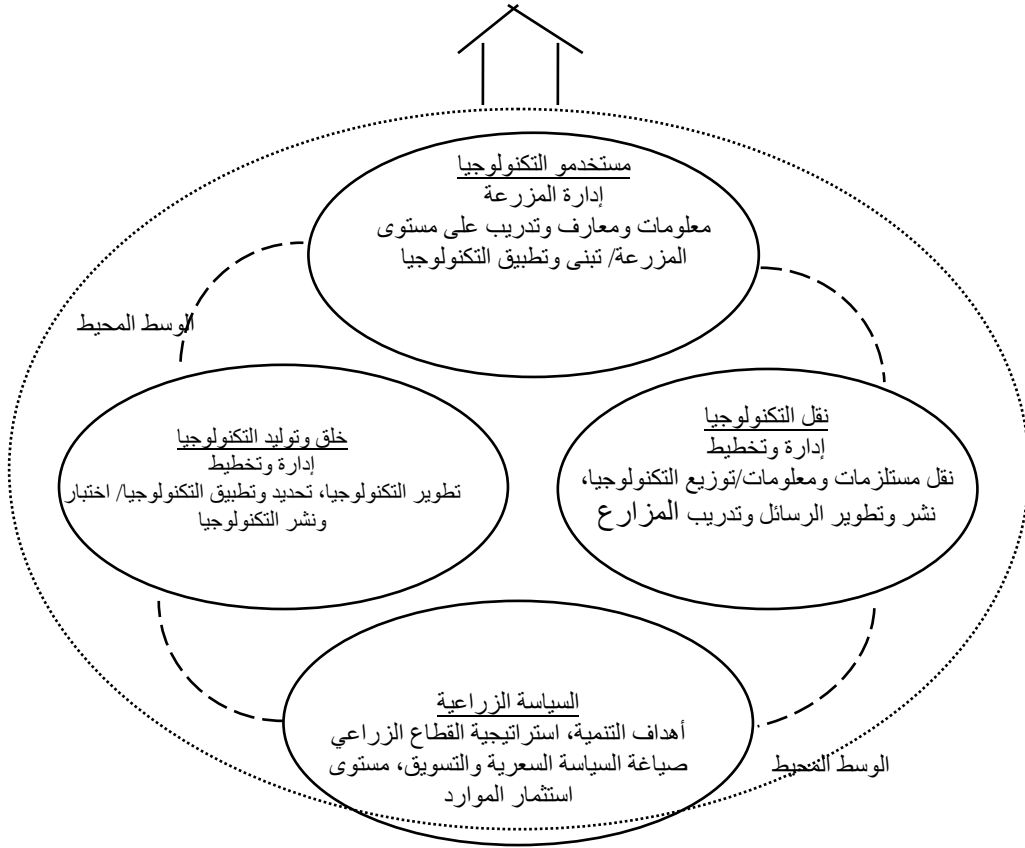 مستخدمو التكنولوجيا
إدارة المزرعة
معلومات ومعارف وتدريب على مستوى
المزرعة/ تبنى وتطبيق التكنولوجيا
الوسط المحيط
نقل التكنولوجيا
إدارة وتخطيط
نقل مستلزمات ومعلومات/توزيع التكنولوجيا،
نشر وتطوير الرسائل وتدريب المزارع
خلق وتوليد التكنولوجيا
إدارة وتخطيط
تطوير التكنولوجيا، تحديد وتطبيق التكنولوجيا/ اختبار
ونشر التكنولوجيا
السياسة الزراعية
أهداف التنمية، استراتيجية القطاع الزراعي
صياغة السياسة السعرية والتسويق، مستوى
استثمار الموارد
الوسط المحيط